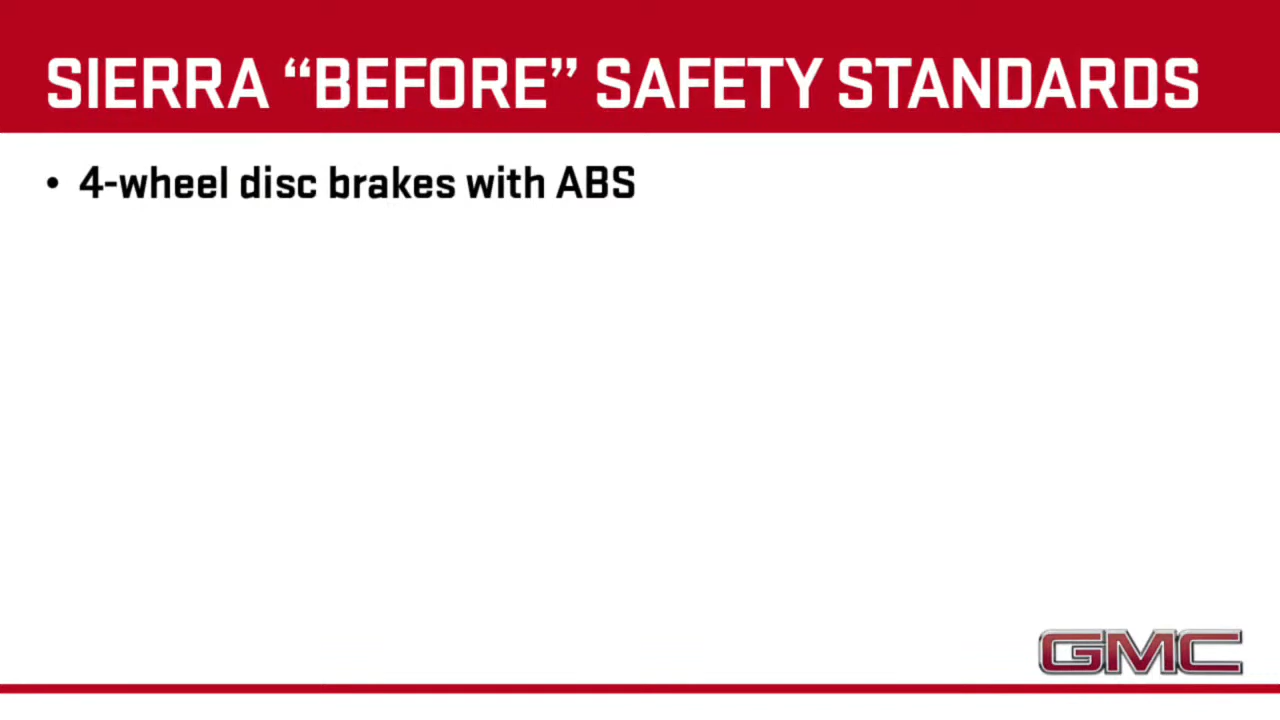 SIERRA “BEFORE” SAFETY STANDARDS
• 4-wheel disc brakes with ABS
GMC